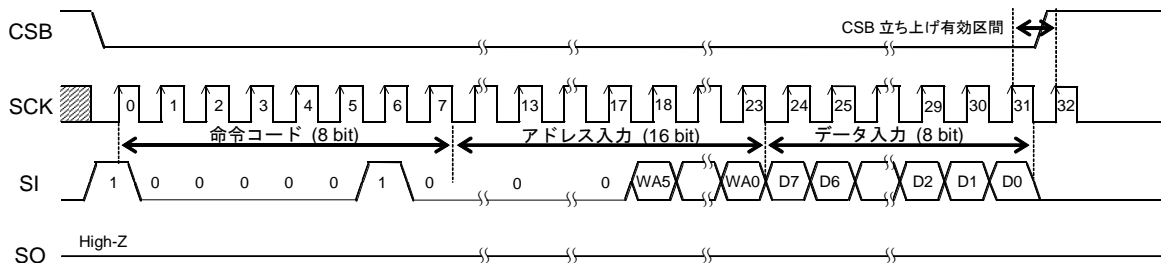 CSB
CSB 立ち上げ有効区間
SCK
0 1 2 3 4 5 6 7 13 17 18 23 24 25 29 30 31 32
命令コード (8 bit) アドレス入力 (16 bit) データ入力 (8 bit)
SI
1 0 0 0 0 0 1 0 0 0 WA5 WA0 D7 D6 D2 D1 D0
High-Z
SO